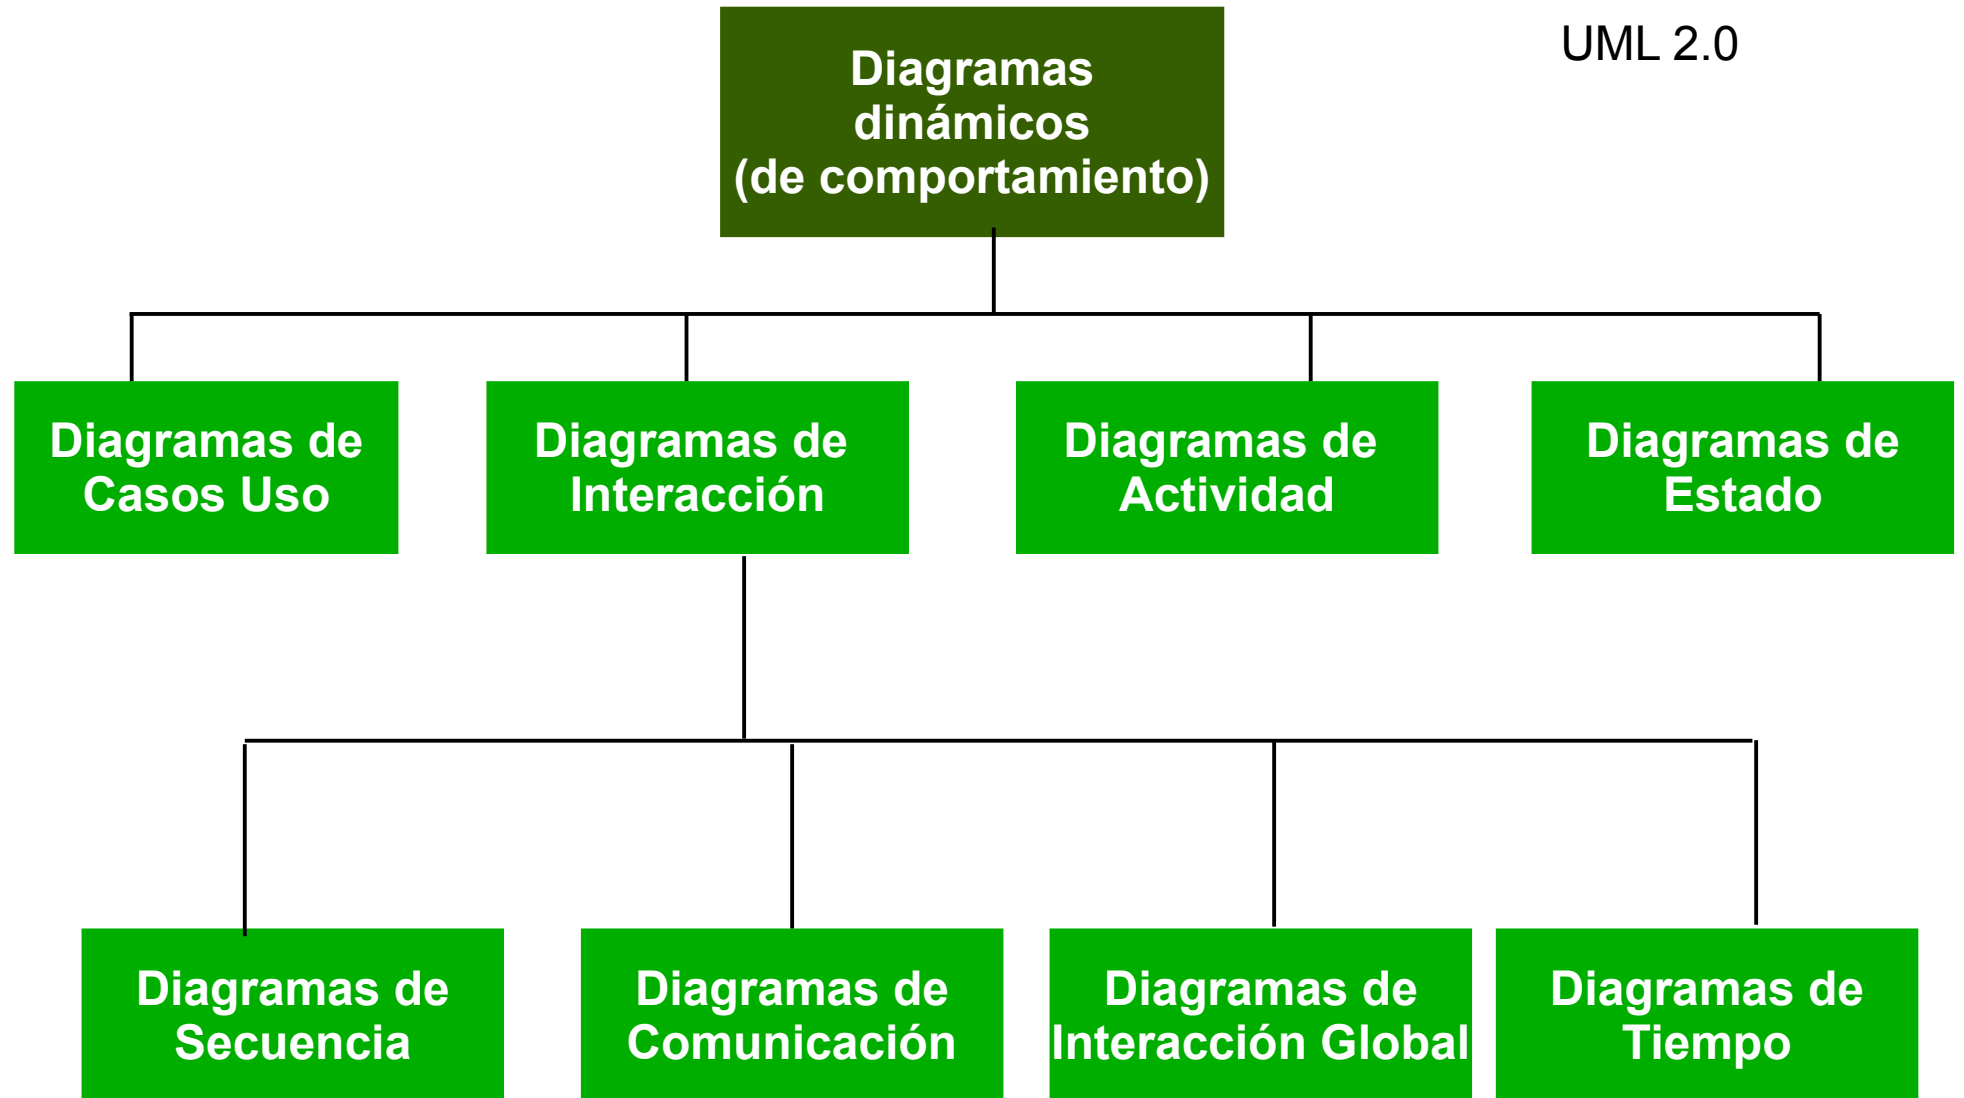 UML 2.0
Diagramas
dinámicos
(de comportamiento)
Diagramas de
Casos Uso
Diagramas de
Interacción
Diagramas de
Actividad
Diagramas de
Estado
Diagramas de
Secuencia
Diagramas de
Comunicación
Diagramas de
Interacción Global
Diagramas de
Tiempo